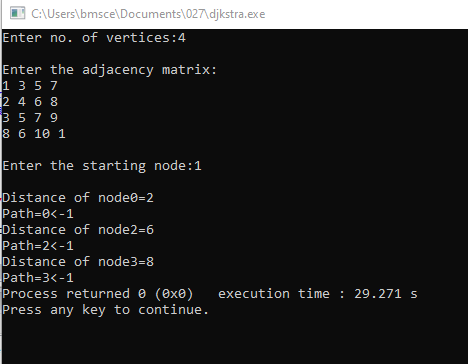 C:\Users\bmsce\Documents\027\djkstra.exe
Enter no. of vertices:4
Enter the adjacency matrix:
1 3 5 7
2 4 6 8
3 5 7 9
8 6 10 1
Enter the starting node:1
Distance of node0=2
Path=0<-1
Distance of node2=6
Path=2<-1
Distance of node3=8
Path=3<-1
Process returned 0 (0x0)   execution time : 29.271 s
Press any key to continue.